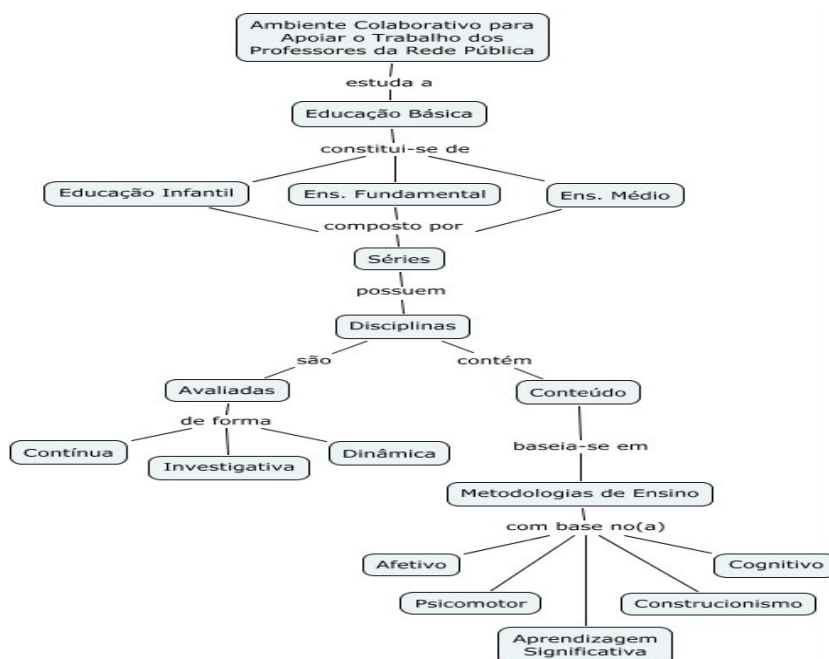 Ambiente Colaborativo para
Apoiar o Trabalho dos
Professores da Rede Pública
estuda a
Educação Básica
constitui-se de
Educação Infantil
Ens. Fundamental
Ens. Médio
composto por
Séries
possuem
Disciplinas
são
contém
Avaliadas
Conteúdo
de forma
Contínua
Investigativa
Dinâmica
baseia-se em
Metodologias de Ensino
com base no(a)
Afetivo
Cognitivo
Psicomotor
Construcionismo
Aprendizagem
Significativa